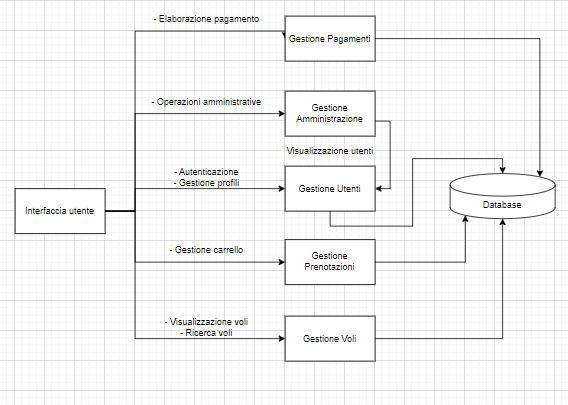 - Elaborazione pagamento
Gestione Pagamenti
- Operazioni amministrative
Gestione
Amministrazione
Visualizzazione utenti
- Autenticazione
- Gestione profili
Gestione Utenti
Interfaccia utente
Database
- Gestione carrello
Gestione
Prenotazioni
- Visualizzazione voli
- Ricerca voli
Gestione Voli